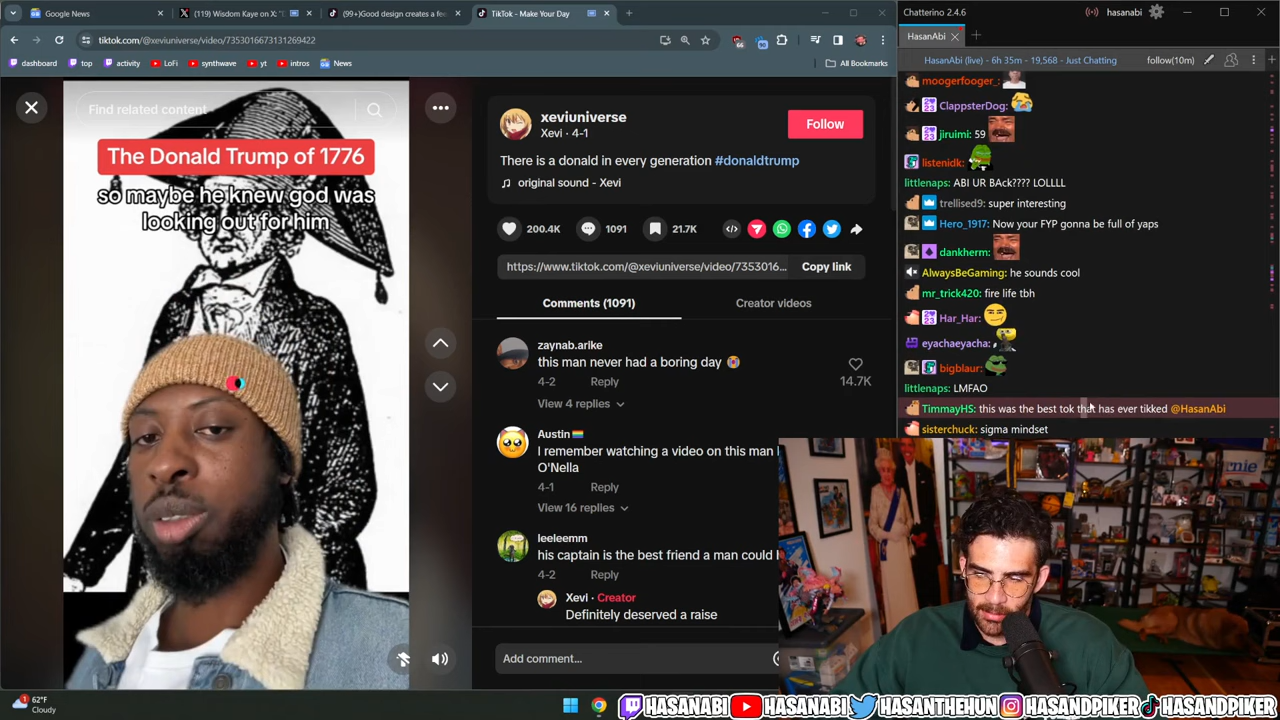 Google News
(119) Wisdom Kaye on X:
(99+)Good design creates a few
TikTok - Make Your Day
tiktok.com/@xeviuniverse/video/7353016673131269422
dashboard
top
activity
LoFi
synthwave
yt
intros
News
All Bookmarks
Find related content
The Donald Trump of 1776
so maybe he knew god was
looking out for him
xeviuniverse
Xevi · 4-1
Follow
There is a donald in every generation #donaldtrump
original sound - Xevi
200.4K
1091
21.7K
https://www.tiktok.com/@xeviuniverse/video/7353016...
Copy link
Comments (1091)
Creator videos
zaynab.arike
this man never had a boring day
4-2
Reply
14.7K
View 4 replies
Austin
I remember watching a video on this man
O'Nella
4-1
Reply
View 16 replies
leeleemm
his captain is the best friend a man could
4-2
Reply
Xevi · Creator
Definitely deserved a raise
Add comment...
Chatterino 2.4.6
hasanabi
HasanAbi
HasanAbi (live) - 6h 35m - 19,568 - Just Chatting
follow(10m)
moogerfooger_:
ClappsterDog:
jiruimi: 59
listenidk:
littlenaps: ABI UR BAck???? LOLLLL
trellised9: super interesting
Hero_1917: Now your FYP gonna be full of yaps
dankherm:
AlwaysBeGaming: he sounds cool
mr_trick420: fire life tbh
Har_Har:
eyachaeyacha:
bigblaur:
littlenaps: LMFAO
TimmayHS: this was the best tok that has ever tikked @HasanAbi
sisterchuck: sigma mindset
62°F
Cloudy
HASANABI
HASANABI
HASANTHEHUN
HASANDPIKER
HASANDPIKER